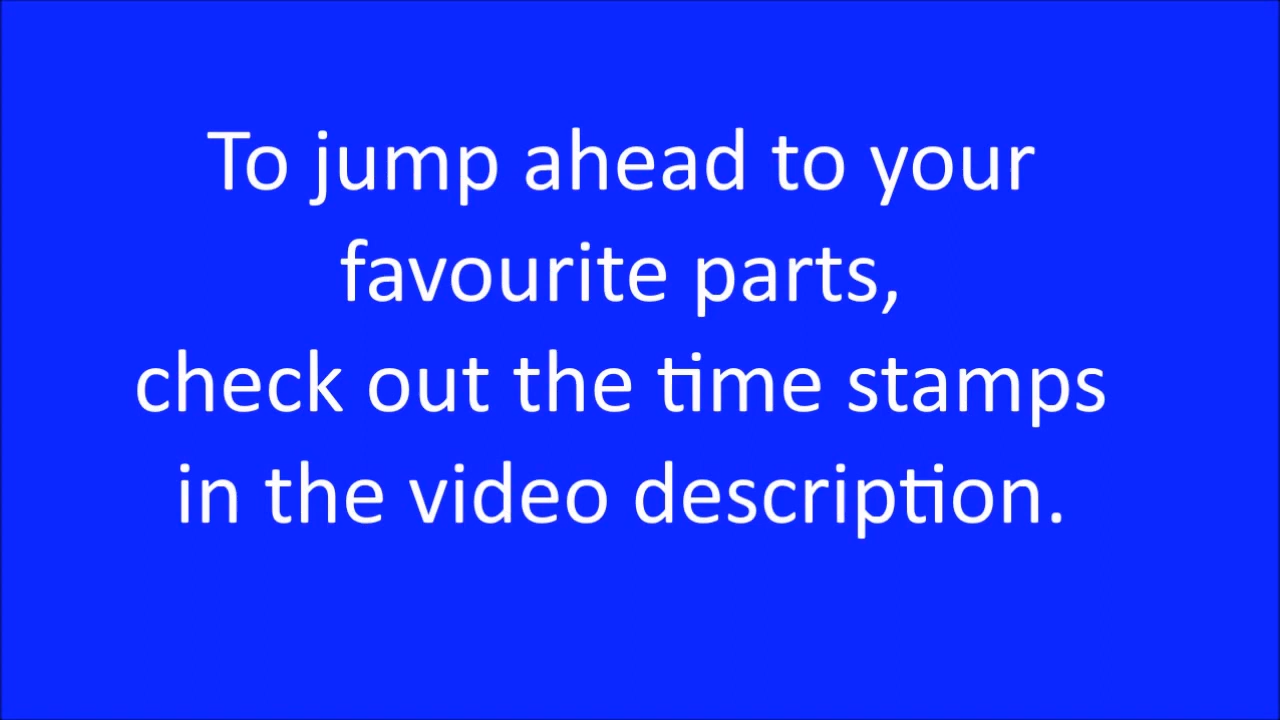 To jump ahead to your
favourite parts,
check out the time stamps
in the video description.